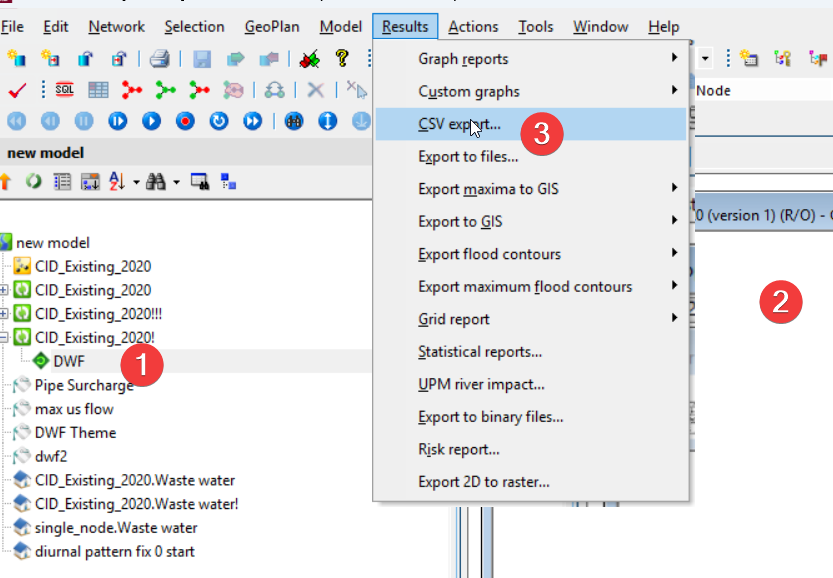 File Edit Network Selection GeoPlan Model Results Actions Tools Window Help
SQL
Node
new model
new model
CID_Existing_2020
CID_Existing_2020
CID_Existing_2020!!!
CID_Existing_2020!
DWF
1
Pipe Surcharge
max us flow
DWF Theme
dwf2
CID_Existing_2020.Waste water
CID_Existing_2020.Waste water!
single_node.Waste water
diurnal pattern fix 0 start
Graph reports
Custom graphs
CSV export...
3
Export to files...
Export maxima to GIS
Export to GIS
Export flood contours
Export maximum flood contours
Grid report
Statistical reports...
UPM river impact...
Export to binary files...
Risk report...
Export 2D to raster...
0 (version 1) (R/O) -
2